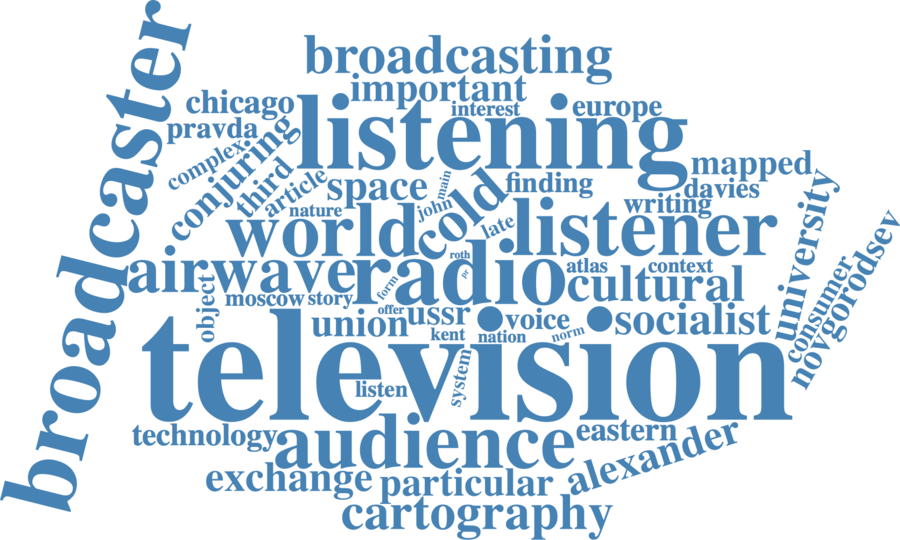 broadcaster
broadcasting
important
chicago
interest
europe
pravda
listening
complex
conjuring
third
article
space
main
cold
finding
mapped
davies
writing
nature
john
late
world
listener
university
novgorodsev
airwave
roth
radio
pr
form
atlas
context
cultural
consumer
object
moscow
story
offer
union
ussr
voice
socialist
kent
nation
norm
television
listen
system
technology
audience
eastern
alexander
exchange
particular
cartography